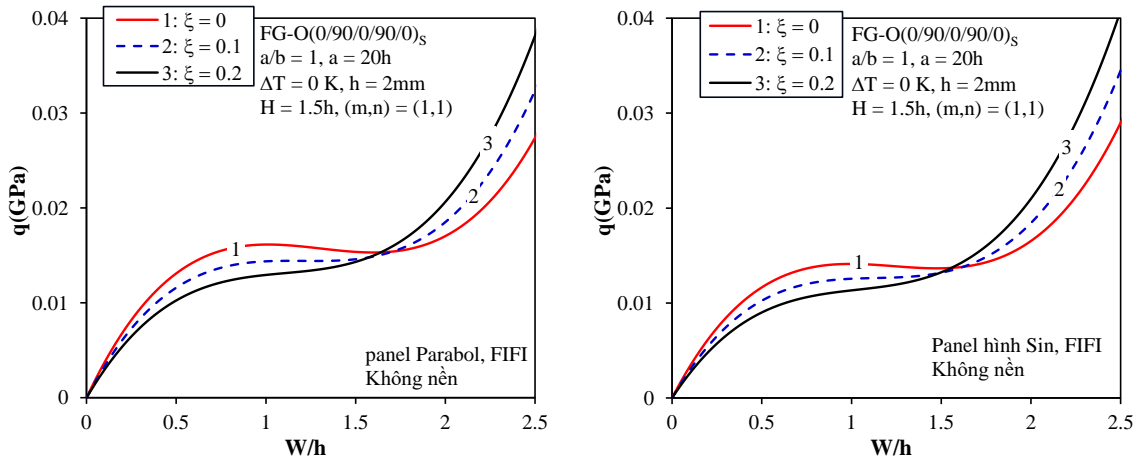 0.04
0.03
0.02
0.01
0
q(GPa)
1: ξ = 0
2: ξ = 0.1
3: ξ = 0.2
FG-O(0/90/0/90/0)S
a/b = 1, a = 20h
ΔT = 0 K, h = 2mm
H = 1.5h, (m,n) = (1,1)
1
2
3
panel Parabol, FIFI
Không nền
0 0.5 1 1.5 2 2.5
W/h
0.04
0.03
0.02
0.01
0
q(GPa)
1: ξ = 0
2: ξ = 0.1
3: ξ = 0.2
FG-O(0/90/0/90/0)S
a/b = 1, a = 20h
ΔT = 0 K, h = 2mm
H = 1.5h, (m,n) = (1,1)
1
2
3
Panel hình Sin, FIFI
Không nền
0 0.5 1 1.5 2 2.5
W/h